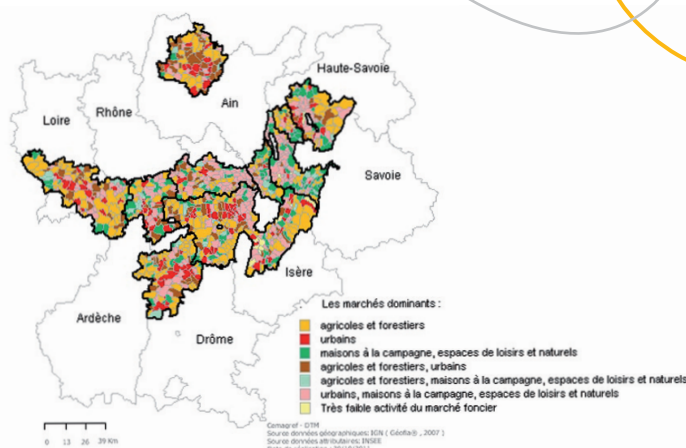 Haute-Savoie
Loire
Rhône
Ain
Savoie
Isère
Ardèche
Drôme
Les marchés dominants :
agricoles et forestiers
urbains
maisons à la campagne, espaces de loisirs et naturels
agricoles et forestiers, urbains
agricoles et forestiers, maisons à la campagne, espaces de loisirs et naturels
urbains, maisons à la campagne, espaces de loisirs et naturels
Très faible activité du marché foncier
0 13 26 39 Km
Cemagref - DTM
Source données géographiques: IGN ( Géofla®, 2007 )
Source données attributaires: INSEE